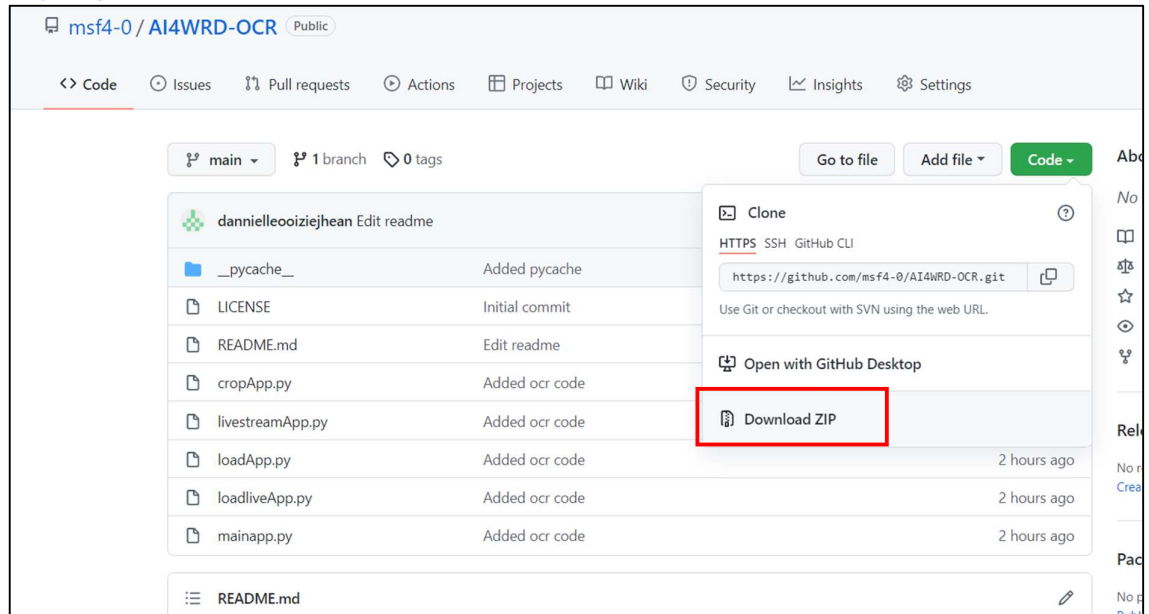 msf4-0 / AI4WRD-OCR Public
Code Issues Pull requests Actions Projects Wiki Security Insights Settings
main 1 branch 0 tags Go to file Add file Code
No
dannielleooiziejhean Edit readme
Clone
HTTPS SSH GitHub CLI
__pycache__ Added pycache
https://github.com/msf4-0/AI4WRD-OCR.git
LICENSE Initial commit
Use Git or checkout with SVN using the web URL.
README.md Edit readme
Open with GitHub Desktop
cropApp.py Added ocr code
livestreamApp.py Added ocr code
Download ZIP
loadApp.py Added ocr code 2 hours ago
loadliveApp.py Added ocr code 2 hours ago
mainapp.py Added ocr code 2 hours ago
README.md